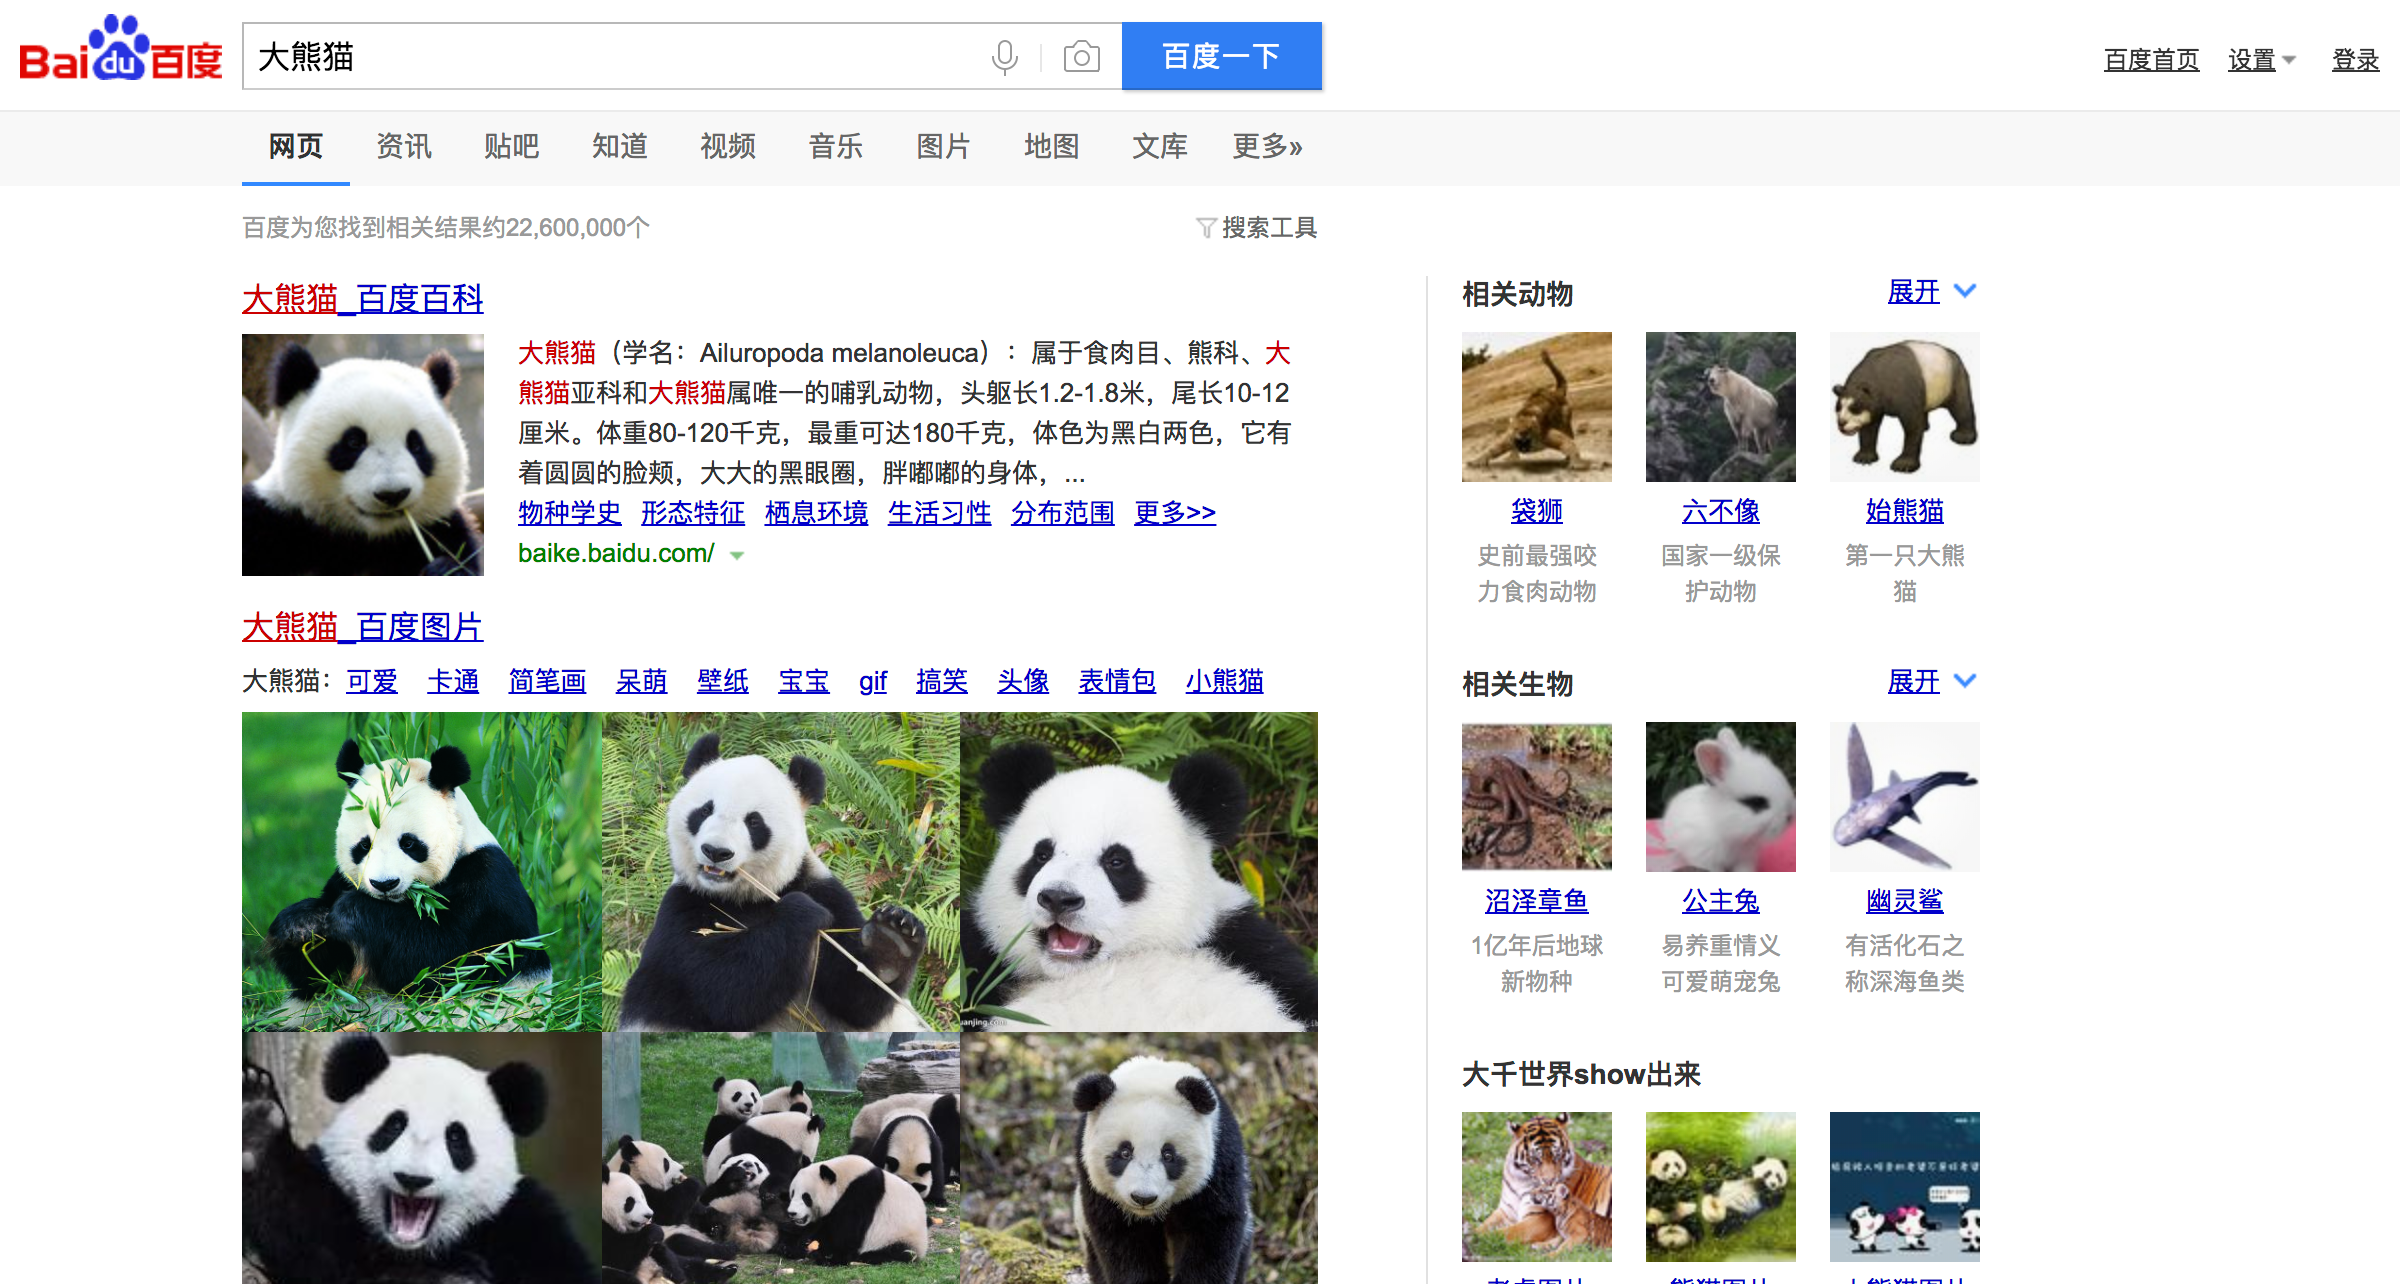 Bai du 百度
大熊猫
百度一下
百度首页 设置 登录
网页 资讯 贴吧 知道 视频 音乐 图片 地图 文库 更多»
百度为您找到相关结果约22,600,000个
搜索工具
大熊猫_百度百科
大熊猫（学名：Ailuropoda melanoleuca）：属于食肉目、熊科、大
熊猫亚科和大熊猫属唯一的哺乳动物，头躯长1.2-1.8米，尾长10-12
厘米。体重80-120千克，最重可达180千克，体色为黑白两色，它有
着圆圆的脸颊，大大的黑眼圈，胖嘟嘟的身体，...
物种学史 形态特征 栖息环境 生活习性 分布范围 更多>>
baike.baidu.com/
大熊猫_百度图片
大熊猫： 可爱 卡通 简笔画 呆萌 壁纸 宝宝 gif 搞笑 头像 表情包 小熊猫
相关动物 展开
袋狮 六不像 始熊猫
史前最强咬 国家一级保 第一只大熊
力食肉动物 护动物 猫
相关生物 展开
沼泽章鱼 公主兔 幽灵鲨
1亿年后地球 易养重情义 有活化石之
新物种 可爱萌宠兔 称深海鱼类
大千世界show出来